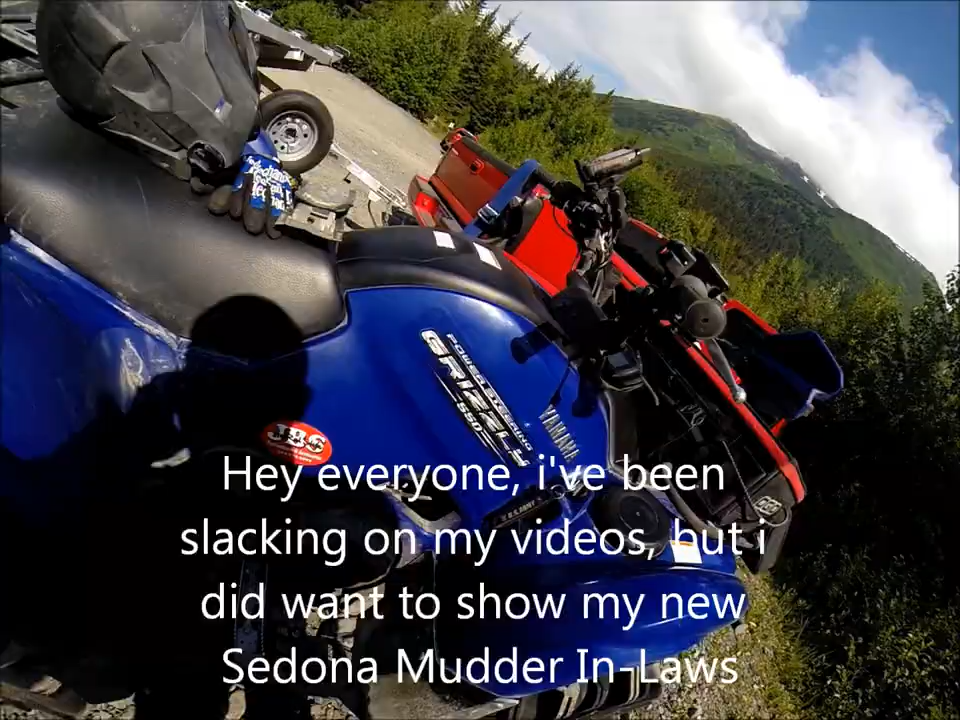 POWER STEERING
GRIZZLY
550
YAMAHA
JBS
Hey everyone, i've been
slacking on my videos, but i
did want to show my new
Sedona Mudder In-Laws